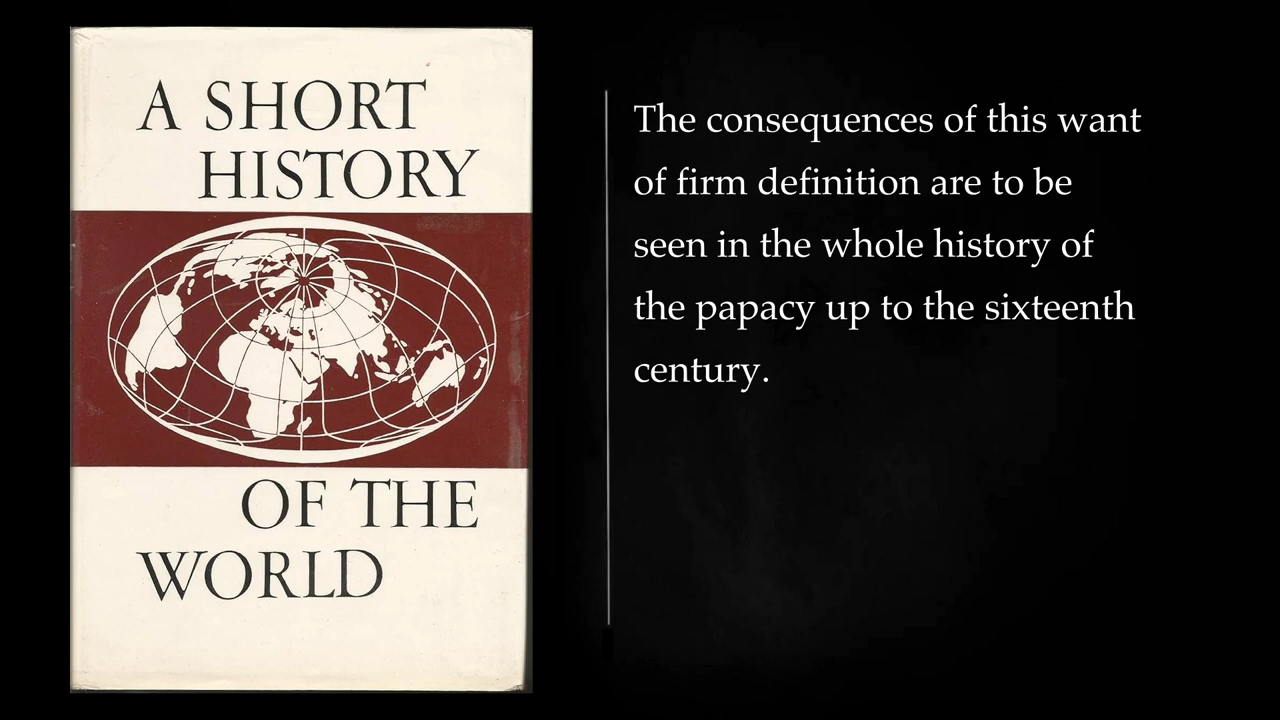 A SHORT
HISTORY
OF THE
WORLD
The consequences of this want
of firm definition are to be
seen in the whole history of
the papacy up to the sixteenth
century.